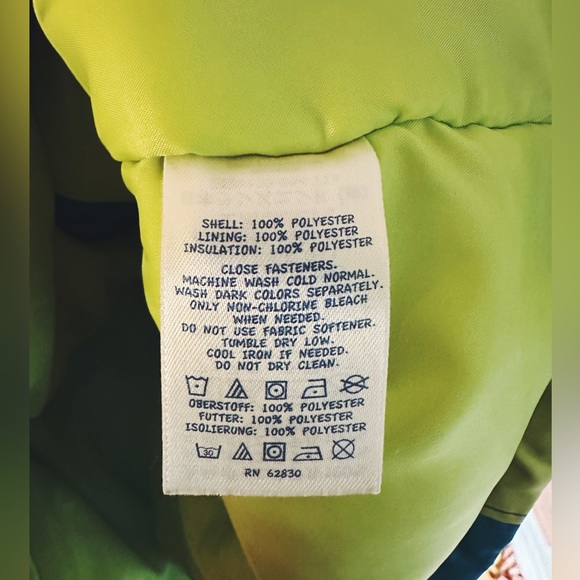 SHELL: 100% POLYESTER
LINING: 100% POLYESTER
INSULATION: 100% POLYESTER
CLOSE FASTENERS.
MACHINE WASH COLD NORMAL.
WASH DARK COLORS SEPARATELY.
ONLY NON-CHLORINE BLEACH
WHEN NEEDED.
DO NOT USE FABRIC SOFTENER.
TUMBLE DRY LOW.
COOL IRON IF NEEDED.
DO NOT DRY CLEAN.
OBERSTOFF: 100% POLYESTER
FUTTER: 100% POLYESTER
ISOLIERUNG: 100% POLYESTER
30
RN 62830